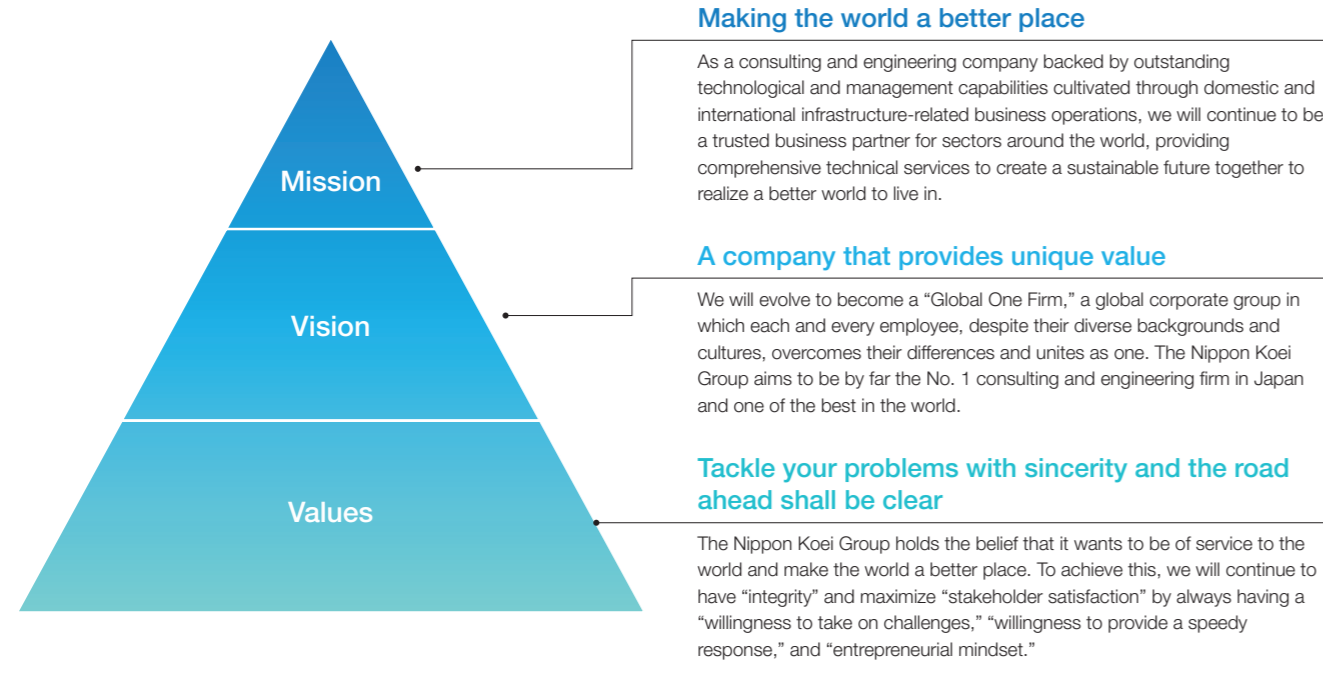 Making the world a better place
As a consulting and engineering company backed by outstanding
technological and management capabilities cultivated through domestic and
international infrastructure-related business operations, we will continue to be
a trusted business partner for sectors around the world, providing
comprehensive technical services to create a sustainable future together to
realize a better world to live in.
Mission
A company that provides unique value
We will evolve to become a “Global One Firm,” a global corporate group in
which each and every employee, despite their diverse backgrounds and
cultures, overcomes their differences and unites as one. The Nippon Koei
Group aims to be by far the No. 1 consulting and engineering firm in Japan
and one of the best in the world.
Vision
Tackle your problems with sincerity and the road
ahead shall be clear
The Nippon Koei Group holds the belief that it wants to be of service to the
world and make the world a better place. To achieve this, we will continue to
have “integrity” and maximize “stakeholder satisfaction” by always having a
“willingness to take on challenges,” “willingness to provide a speedy
response,” and “entrepreneurial mindset.”
Values